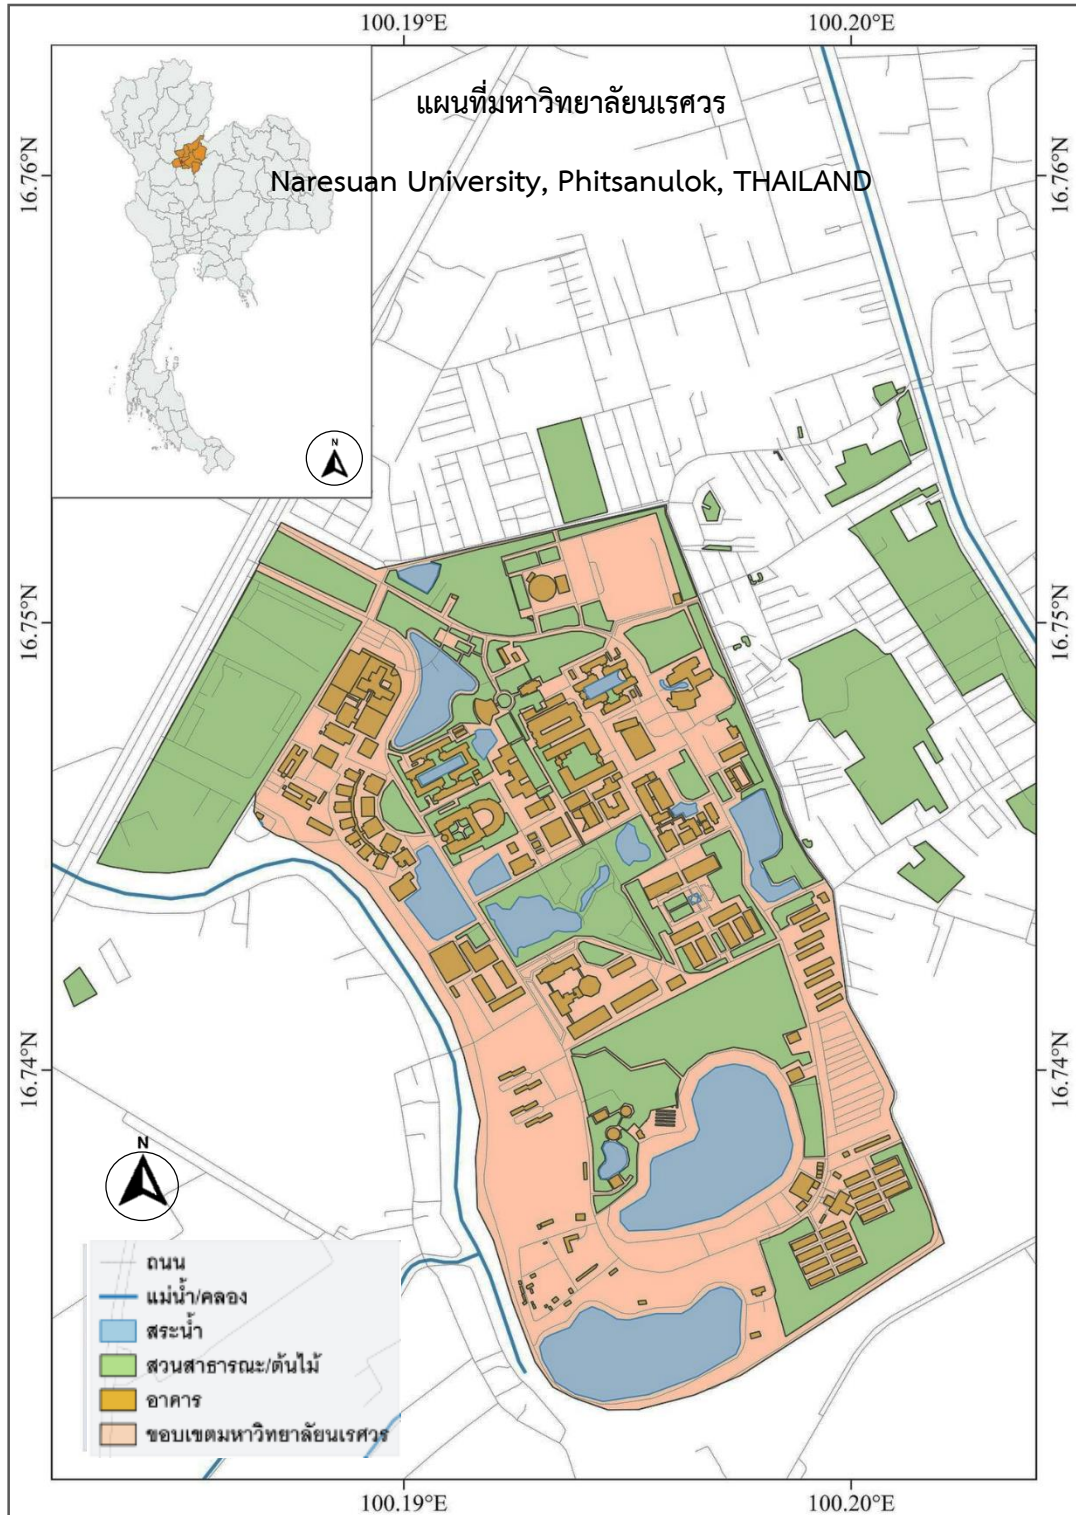 100.19°E 100.20°E
แผนที่มหาวิทยาลัยนเรศวร
Naresuan University, Phitsanulok, THAILAND
16.76°N 16.76°N
N
16.75°N 16.75°N
16.74°N 16.74°N
N
ถนน
แม่น้ำ/คลอง
สระน้ำ
สวนสาธารณะ/ต้นไม้
อาคาร
ขอบเขตมหาวิทยาลัยนเรศวร
100.19°E 100.20°E